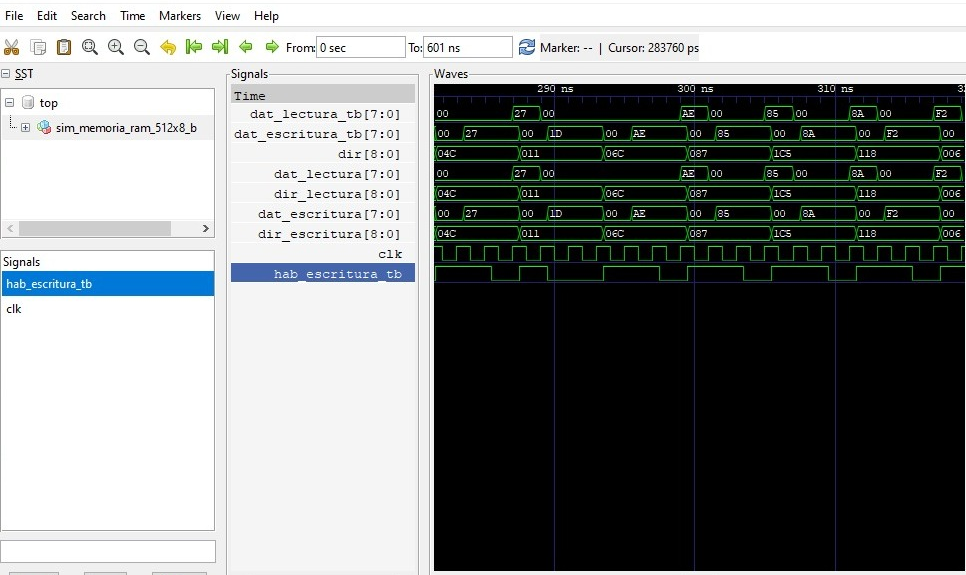 File Edit Search Time Markers View Help
From: 0 sec To: 601 ns Marker: -- | Cursor: 283760 ps
SST
top
sim_memoria_ram_512x8_b
Signals
hab_escritura_tb
clk
Signals
Time
dat_lectura_tb[7:0]
dat_escritura_tb[7:0]
dir[8:0]
dat_lectura[7:0]
dir_lectura[8:0]
dat_escritura[7:0]
dir_escritura[8:0]
clk
hab_escritura_tb
Waves
290 ns 300 ns 310 ns
00 27 00 AE 00 85 00 8A 00 F2
00 27 00 1D 00 AE 00 85 00 8A 00 F2 00
04C 011 06C 087 1C5 118 006
00 27 00 AE 00 85 00 8A 00 F2
04C 011 06C 087 1C5 118 006
00 27 00 1D 00 AE 00 85 00 8A 00 F2 00
04C 011 06C 087 1C5 118 006